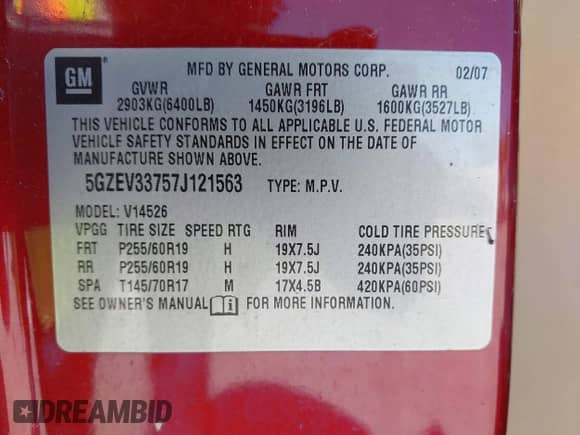 GM
MFD BY GENERAL MOTORS CORP. 02/07
GVWR GAWR FRT GAWR RR
2903KG(6400LB) 1450KG(3196LB) 1600KG(3527LB)
THIS VEHICLE CONFORMS TO ALL APPLICABLE U.S. FEDERAL MOTOR
VEHICLE SAFETY STANDARDS IN EFFECT ON THE DATE OF
MANUFACTURE SHOWN ABOVE.
5GZEV33757J121563 TYPE: M.P.V.
MODEL: V14526
VPGG TIRE SIZE SPEED RTG RIM COLD TIRE PRESSURE
FRT P255/60R19 H 19X7.5J 240KPA(35PSI)
RR P255/60R19 H 19X7.5J 240KPA(35PSI)
SPA T145/70R17 M 17X4.5B 420KPA(60PSI)
SEE OWNER'S MANUAL FOR MORE INFORMATION.
DREAMBID